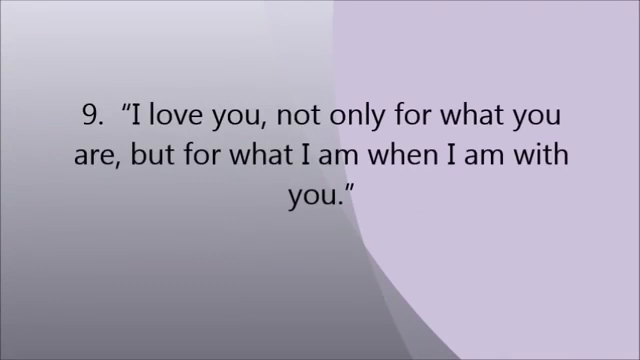 9. “I love you, not only for what you
are, but for what I am when I am with
you.”